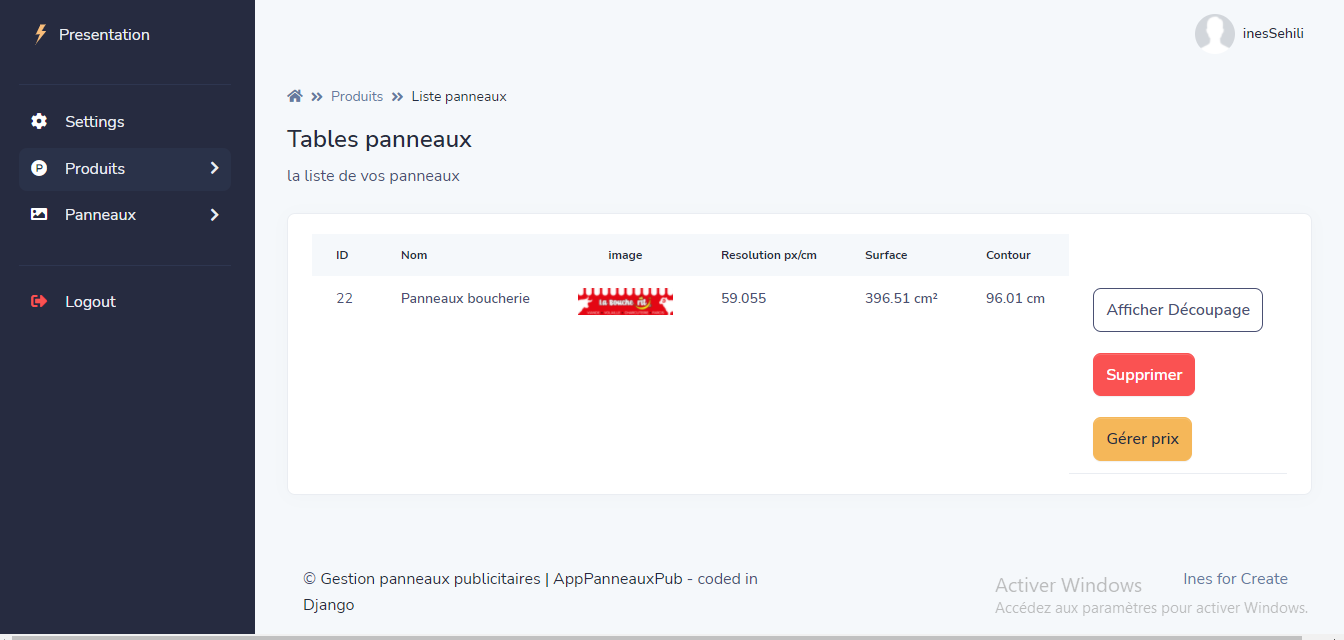 Presentation
inesSehili
Settings
Produits
Panneaux
Logout
Produits Liste panneaux
Tables panneaux
la liste de vos panneaux
ID Nom image Resolution px/cm Surface Contour
22 Panneaux boucherie 59.055 396.51 cm² 96.01 cm
Afficher Découpage
Supprimer
Gérer prix
© Gestion panneaux publicitaires | AppPanneauxPub - coded in
Django
Ines for Create
Activer Windows
Accédez aux paramètres pour activer Windows.